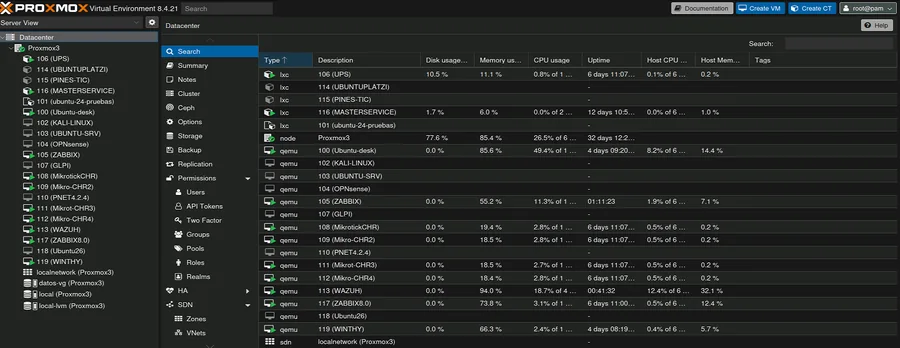 PROXMOX Virtual Environment 8.4.21
Documentation
Create VM
Create CT
root@pam
Server View
Datacenter
Help
Datacenter
Proxmox3
106 (UPS)
114 (UBUNTUPLATZI)
115 (PINES-TIC)
116 (MASTERSERVICE)
101 (ubuntu-24-pruebas)
100 (Ubuntu-desk)
102 (KALI-LINUX)
103 (UBUNTU-SRV)
104 (OPNsense)
105 (ZABBIX)
107 (GLPI)
108 (MikrotickCHR)
109 (Mikro-CHR2)
110 (PNET4.2.4)
111 (Mikrot-CHR3)
112 (Mikro-CHR4)
113 (WAZUH)
117 (ZABBIX8.0)
118 (Ubuntu26)
119 (WINTHY)
localnetwork (Proxmox3)
datos-vg (Proxmox3)
local (Proxmox3)
local-lvm (Proxmox3)
Search
Summary
Notes
Cluster
Ceph
Options
Storage
Backup
Replication
Permissions
Users
API Tokens
Two Factor
Groups
Pools
Roles
Realms
HA
SDN
Zones
VNets
Search:
Type Description Disk usage... Memory us... CPU usage Uptime Host CPU ... Host Mem... Tags
lxc 106 (UPS) 10.5 % 11.1 % 0.8% of 1 ... 6 days 11:07... 0.1% of 6 ... 0.2 %
lxc 114 (UBUNTUPLATZI) -
lxc 115 (PINES-TIC) -
lxc 116 (MASTERSERVICE) 1.7 % 6.0 % 0.0% of 2 ... 12 days 10:5... 0.0% of 6 ... 1.0 %
lxc 101 (ubuntu-24-pruebas) -
node Proxmox3 77.6 % 85.4 % 26.5% of 6 ... 32 days 12:2...
qemu 100 (Ubuntu-desk) 0.0 % 85.6 % 49.4% of 1 ... 4 days 09:20... 8.2% of 6 ... 14.4 %
qemu 102 (KALI-LINUX) -
qemu 103 (UBUNTU-SRV) -
qemu 104 (OPNsense) -
qemu 105 (ZABBIX) 0.0 % 55.2 % 11.3% of 1 ... 01:11:23 1.9% of 6 ... 7.1 %
qemu 107 (GLPI) -
qemu 108 (MikrotickCHR) 0.0 % 19.4 % 2.8% of 1 ... 6 days 11:07... 0.5% of 6 ... 0.2 %
qemu 109 (Mikro-CHR2) 0.0 % 18.5 % 2.8% of 1 ... 6 days 11:07... 0.5% of 6 ... 0.2 %
qemu 110 (PNET4.2.4) -
qemu 111 (Mikrot-CHR3) 0.0 % 18.5 % 2.7% of 1 ... 6 days 11:07... 0.5% of 6 ... 0.2 %
qemu 112 (Mikro-CHR4) 0.0 % 18.4 % 2.8% of 1 ... 6 days 11:07... 0.5% of 6 ... 0.2 %
qemu 113 (WAZUH) 0.0 % 94.0 % 18.7% of 4 ... 00:41:32 12.4% of 6 ... 32.1 %
qemu 117 (ZABBIX8.0) 0.0 % 73.8 % 3.1% of 1 ... 6 days 11:00... 0.5% of 6 ... 12.4 %
qemu 118 (Ubuntu26) -
qemu 119 (WINTHY) 0.0 % 66.3 % 2.4% of 1 ... 4 days 08:19... 0.4% of 6 ... 5.7 %
sdn localnetwork (Proxmox3) -